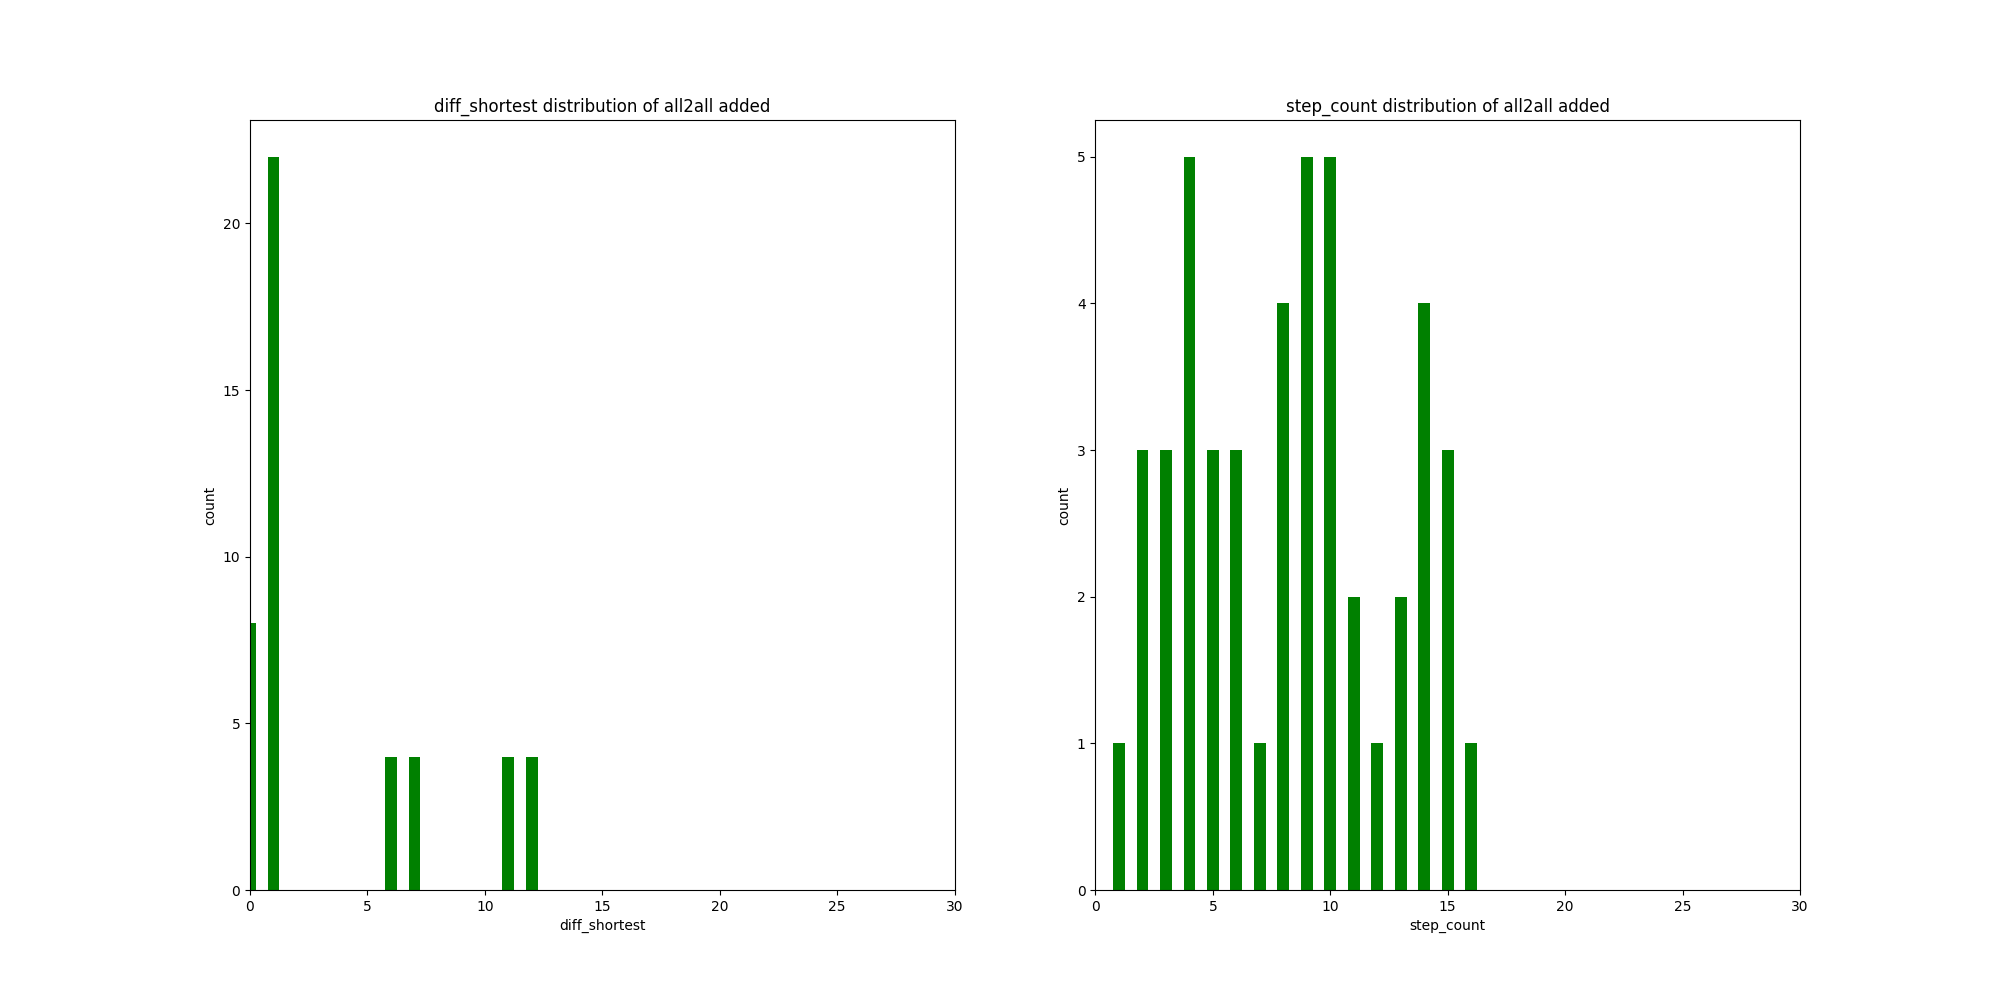 diff_shortest distribution of all2all added
20
15
10
5
0
count
0 5 10 15 20 25 30
diff_shortest
step_count distribution of all2all added
5
4
3
2
1
0
count
0 5 10 15 20 25 30
step_count